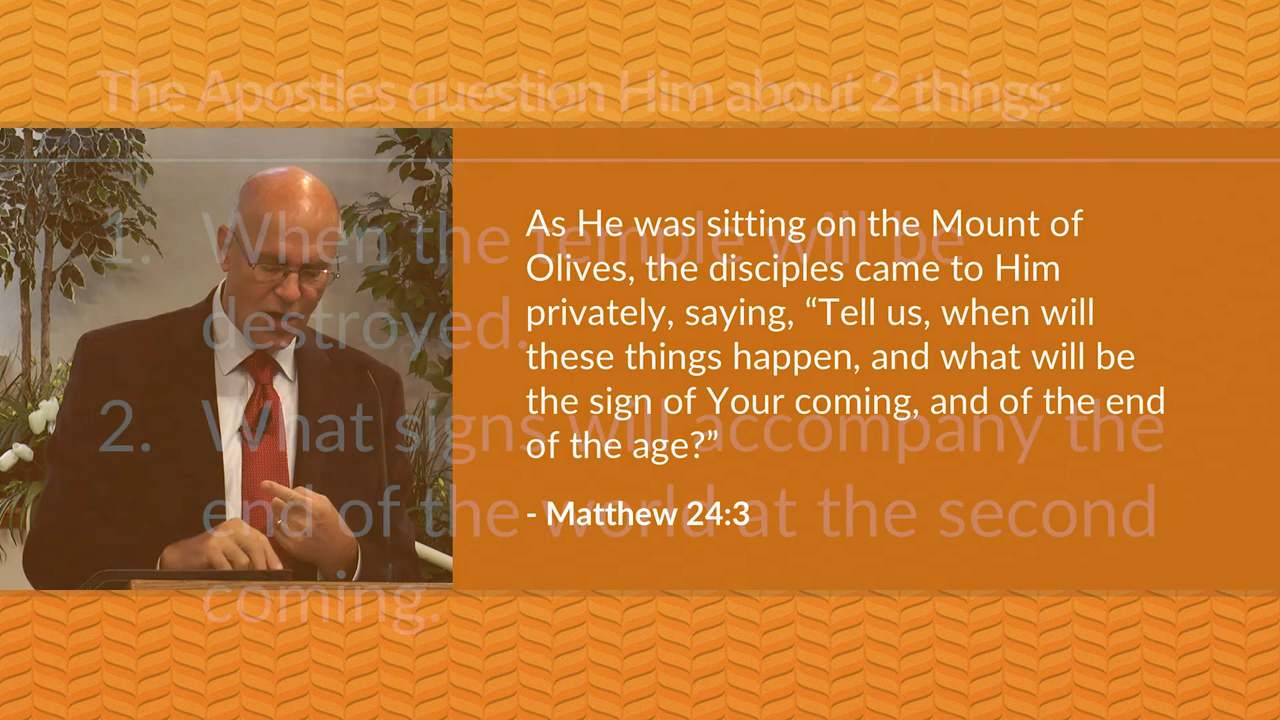 The Apostles question Him about 2 things:
1. When the temple will be
destroyed.
2. What signs will accompany the
end of the world at the second
coming.
As He was sitting on the Mount of
Olives, the disciples came to Him
privately, saying, “Tell us, when will
these things happen, and what will be
the sign of Your coming, and of the end
of the age?”
- Matthew 24:3